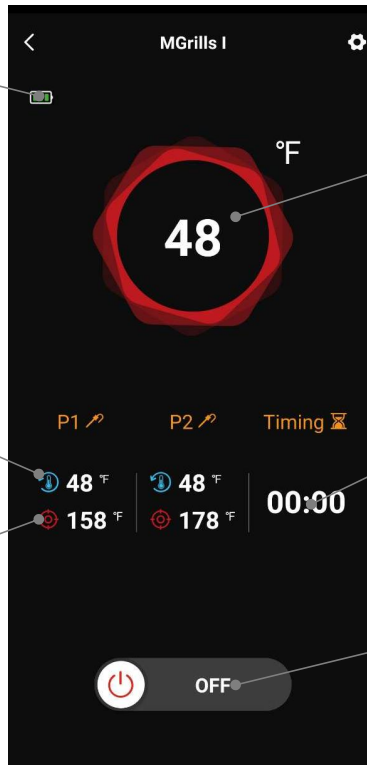 MGrills I
°F
48
P1
P2
Timing
48 °F
48 °F
00:00
158 °F
178 °F
OFF